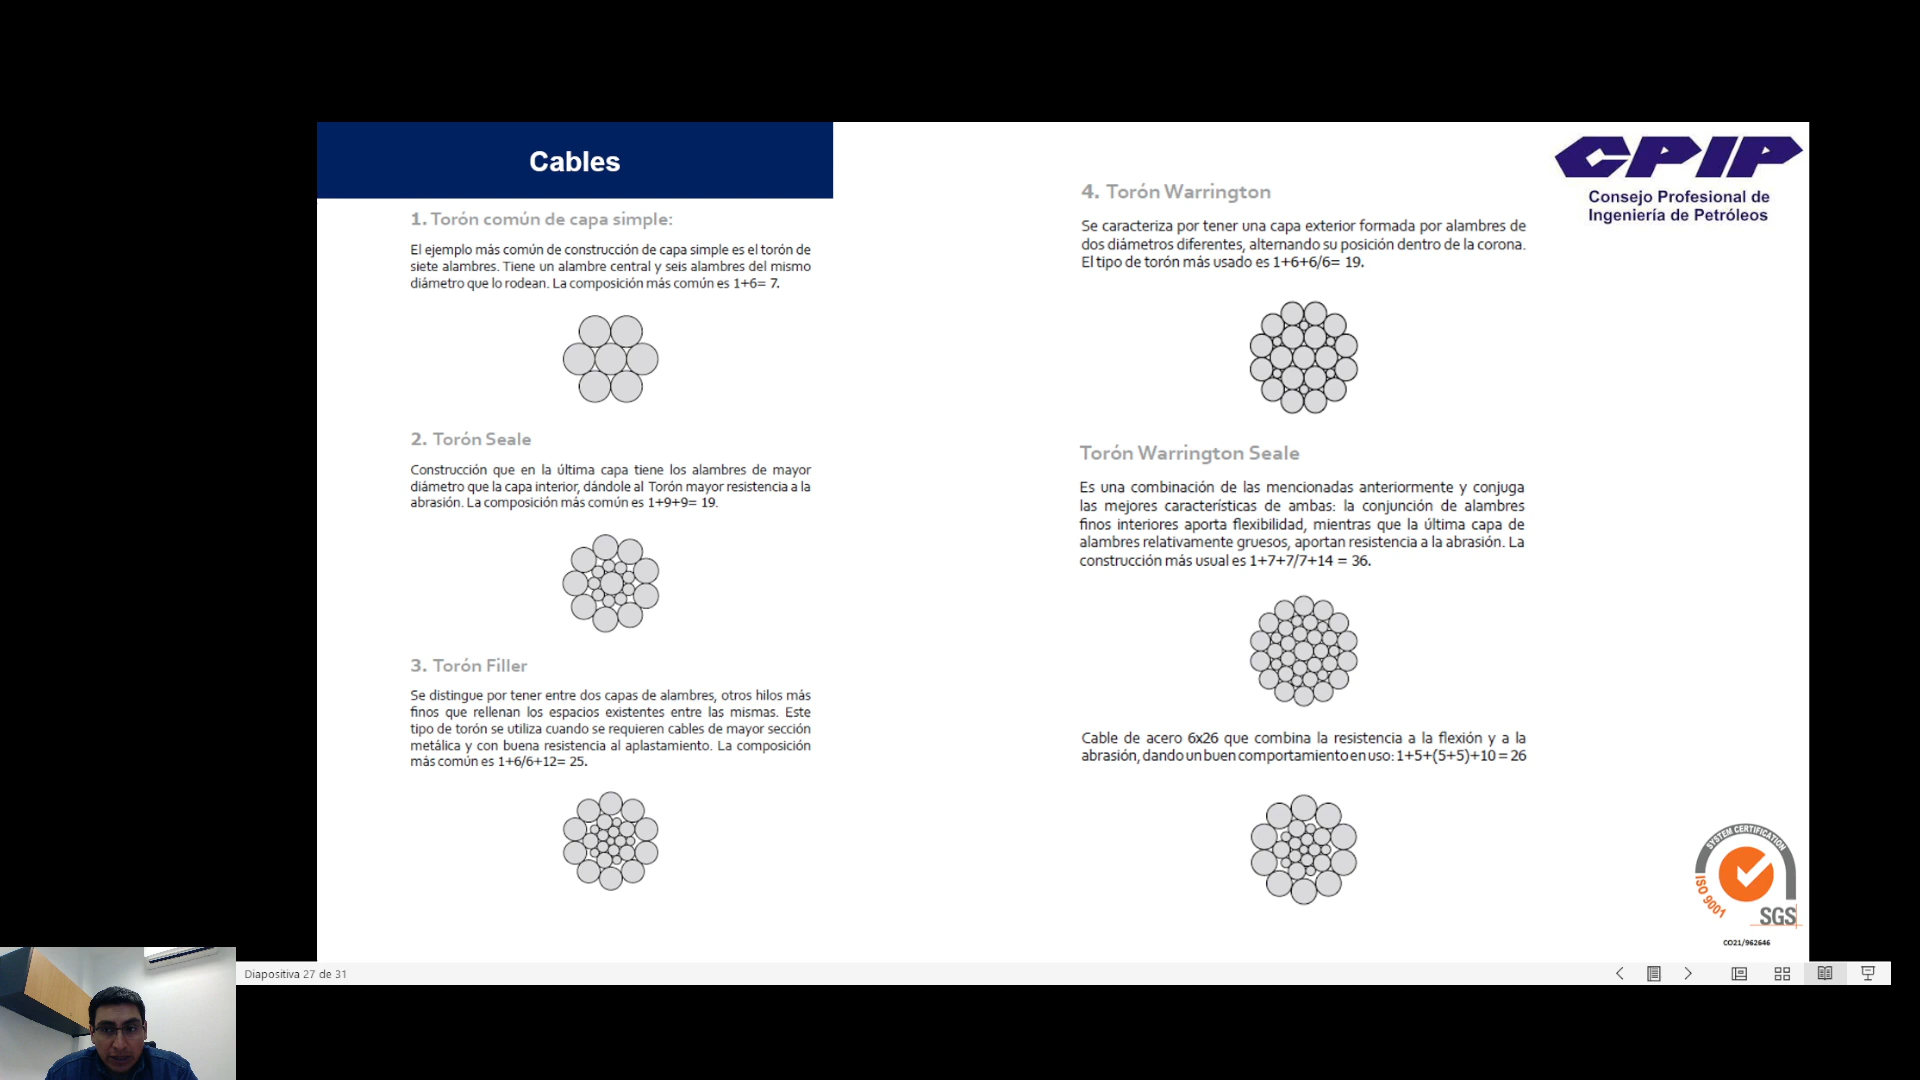 Cables
1. Torón común de capa simple:
El ejemplo más común de construcción de capa simple es el torón de
siete alambres. Tiene un alambre central y seis alambres del mismo
diámetro que lo rodean. La composición más común es 1+6= 7.
2. Torón Seale
Construcción que en la última capa tiene los alambres de mayor
diámetro que la capa interior, dándole al Torón mayor resistencia a la
abrasión. La composición más común es 1+9+9= 19.
3. Torón Filler
Se distingue por tener entre dos capas de alambres, otros hilos más
finos que rellenan los espacios existentes entre las mismas. Este
tipo de torón se utiliza cuando se requieren cables de mayor sección
metálica y con buena resistencia al aplastamiento. La composición
más común es 1+6/6+12= 25.
4. Torón Warrington
Se caracteriza por tener una capa exterior formada por alambres de
dos diámetros diferentes, alternando su posición dentro de la corona.
El tipo de torón más usado es 1+6+6/6= 19.
Torón Warrington Seale
Es una combinación de las mencionadas anteriormente y conjuga
las mejores características de ambas: la conjunción de alambres
finos interiores aporta flexibilidad, mientras que la última capa de
alambres relativamente gruesos, aportan resistencia a la abrasión. La
construcción más usual es 1+7+7/7+14 = 36.
Cable de acero 6x26 que combina la resistencia a la flexión y a la
abrasión, dando un buen comportamiento en uso: 1+5+(5+5)+10 = 26
CPIP
Consejo Profesional de
Ingeniería de Petróleos
SYSTEM CERTIFICATION
ISO 9001
SGS
CO21/962646
Diapositiva 27 de 31